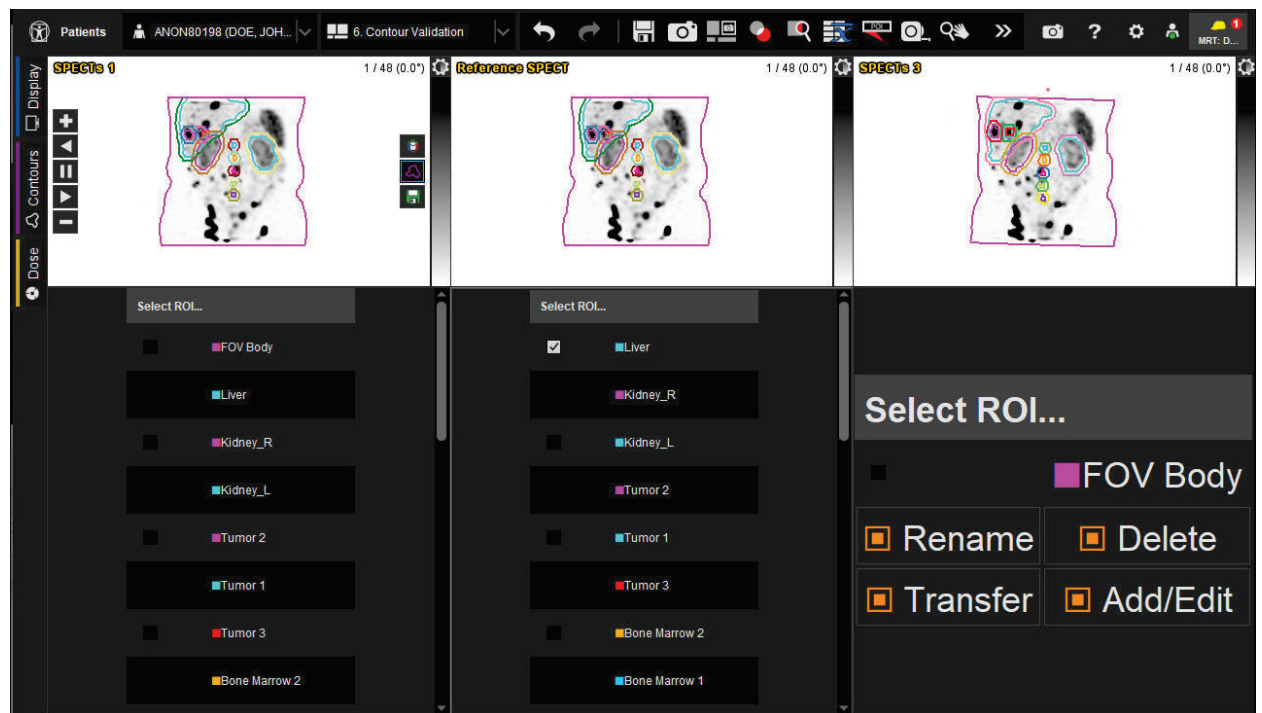 Patients
ANON80198 (DOE, JOH...
6. Contour Validation
POI
?
1
MRT: D...
Display
Contours
Dose
SPECTs 1
1 / 48 (0.0°)
Reference SPECT
1 / 48 (0.0°)
SPECTs 3
1 / 48 (0.0°)
Select ROI...
FOV Body
Liver
Kidney_R
Kidney_L
Tumor 2
Tumor 1
Tumor 3
Bone Marrow 2
Select ROI...
Liver
Kidney_R
Kidney_L
Tumor 2
Tumor 1
Tumor 3
Bone Marrow 2
Bone Marrow 1
Select ROI...
FOV Body
Rename
Delete
Transfer
Add/Edit